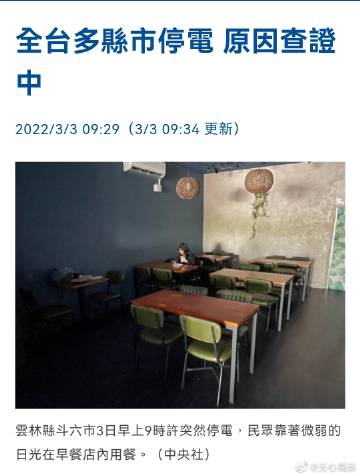 全台多縣市停電 原因查證
中
2022/3/3 09:29（3/3 09:34 更新）
雲林縣斗六市3日早上9時許突然停電，民眾靠著微弱的
日光在早餐店內用餐。（中央社）